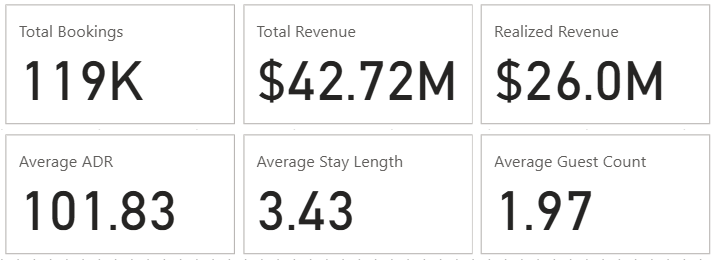 Total Bookings
119K
Total Revenue
$42.72M
Realized Revenue
$26.0M
Average ADR
101.83
Average Stay Length
3.43
Average Guest Count
1.97